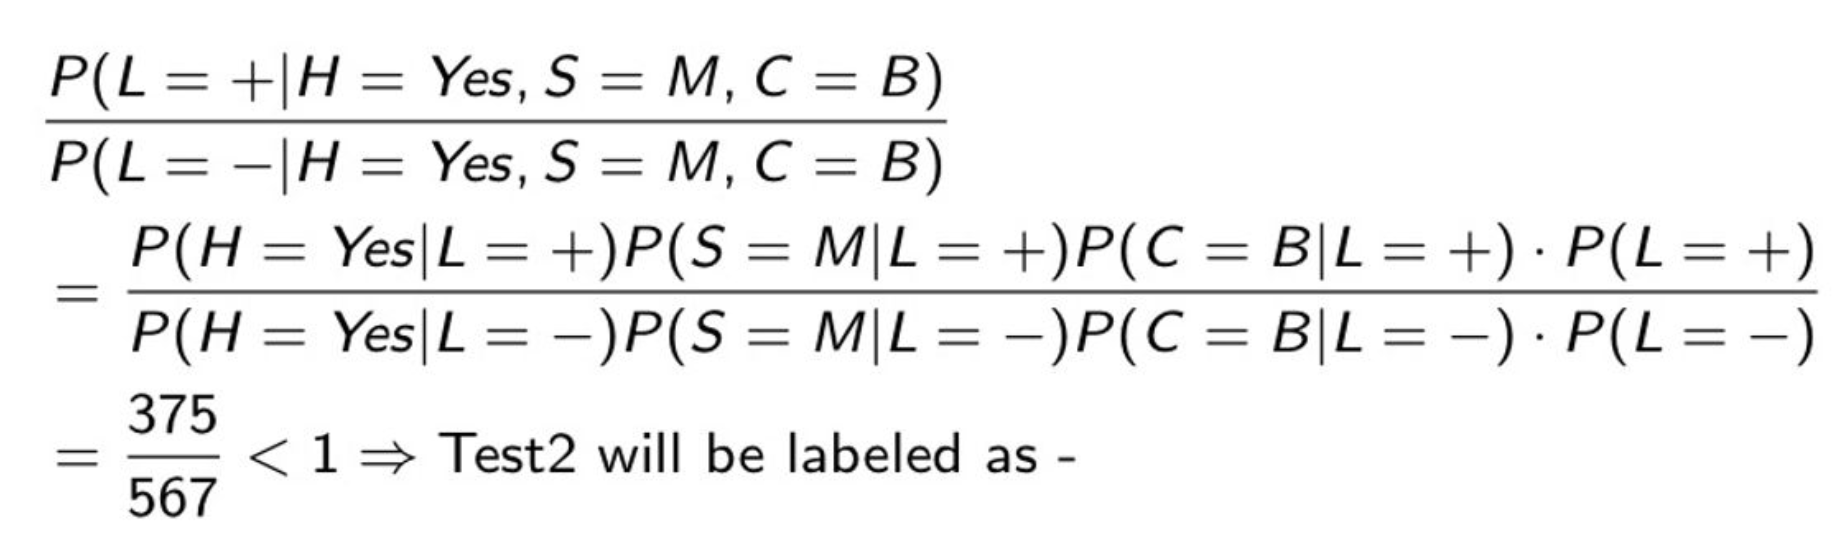 P(L = +|H = Yes, S = M, C = B)
P(L = −|H = Yes, S = M, C = B)
= P(H = Yes|L = +)P(S = M|L = +)P(C = B|L = +) · P(L = +)
P(H = Yes|L = −)P(S = M|L = −)P(C = B|L = −) · P(L = −)
= 375
567 < 1 ⇒ Test2 will be labeled as -